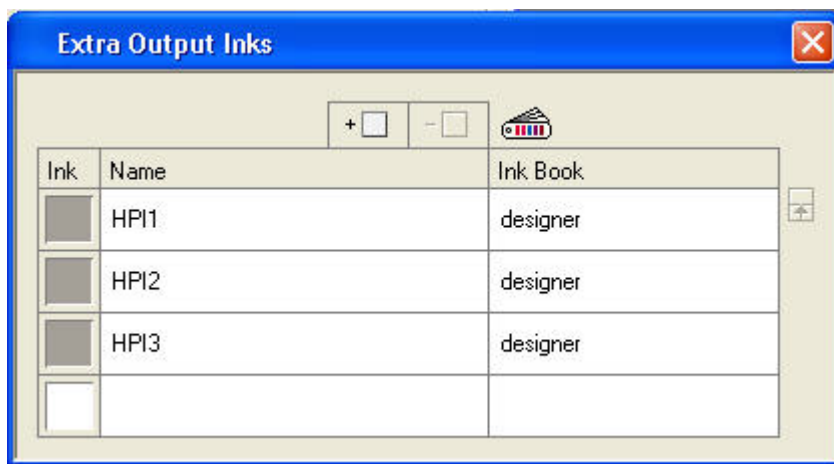 Extra Output Inks
+ -
Ink Name Ink Book
HPI1 designer
HPI2 designer
HPI3 designer